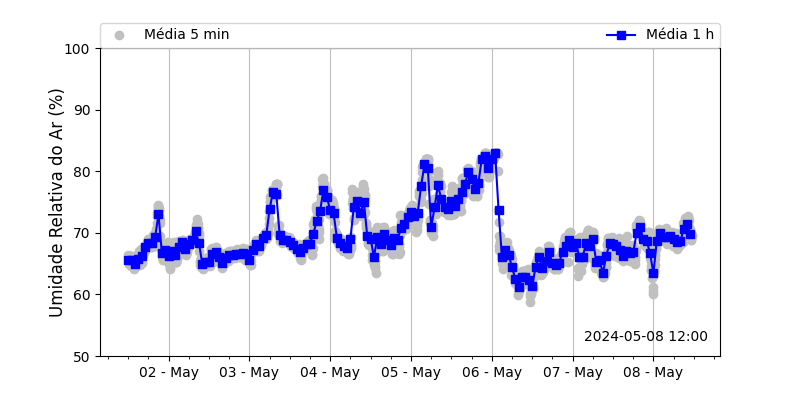 Média 5 min
Média 1 h
Umidade Relativa do Ar (%)
100
90
80
70
60
50
2024-05-08 12:00
02 - May
03 - May
04 - May
05 - May
06 - May
07 - May
08 - May